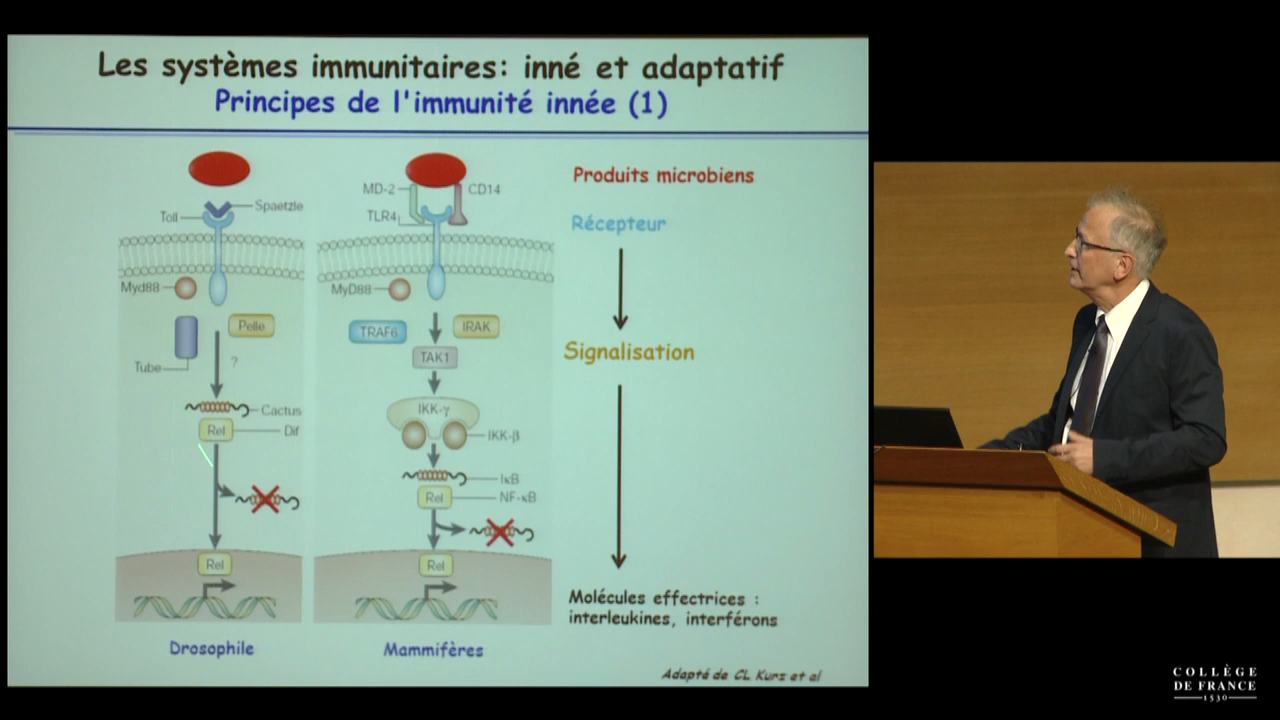 Les systèmes immunitaires: inné et adaptatif
Principes de l'immunité innée (1)
Spaetzle
Toll
Myd88
Pelle
?
Tube
Cactus
Rel
Dif
Rel
Drosophile
MD-2
CD14
TLR4
MyD88
TRAF6
IRAK
TAK1
IKK-γ
IKK-β
IκB
Rel
NF-κB
Rel
Mammifères
Produits microbiens
Récepteur
Signalisation
Molécules effectrices :
interleukines, interférons
Adapté de CL Kurz et al
COLLÈGE
DE FRANCE
1530